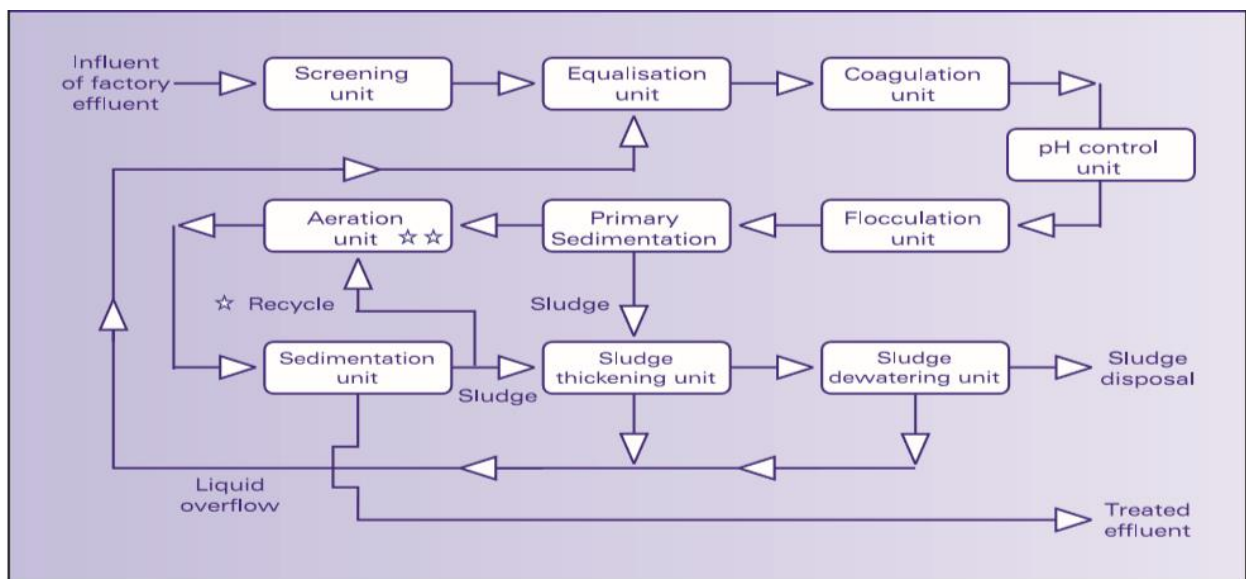 Influent
of factory
effluent
Screening
unit
Equalisation
unit
Coagulation
unit
pH control
unit
Aeration
unit ☆ ☆
Primary
Sedimentation
Flocculation
unit
☆ Recycle
Sludge
Sedimentation
unit
Sludge
Sludge
thickening unit
Sludge
dewatering unit
Sludge
disposal
Liquid
overflow
Treated
effluent